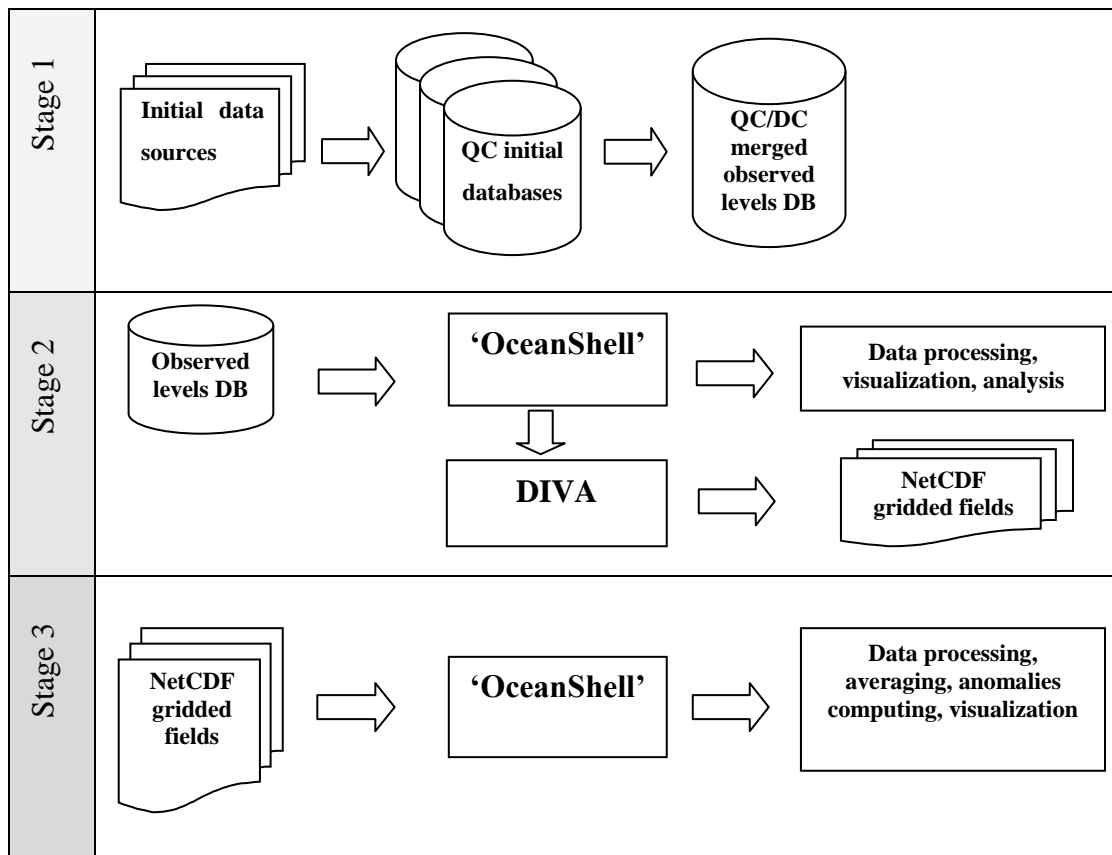 Stage 1
Initial data
sources
QC initial
databases
QC/DC
merged
observed
levels DB
Stage 2
Observed
levels DB
‘OceanShell’
Data processing,
visualization, analysis
DIVA
NetCDF
gridded fields
Stage 3
NetCDF
gridded
fields
‘OceanShell’
Data processing,
averaging, anomalies
computing, visualization